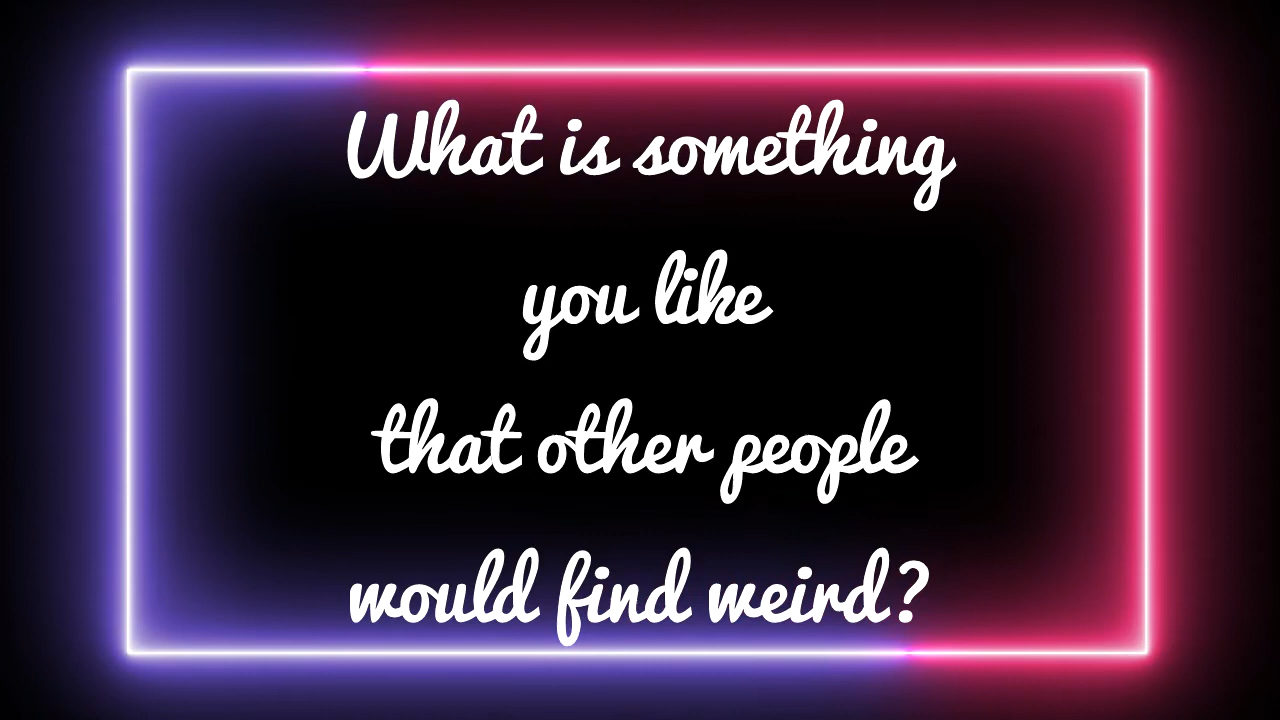 What is something
you like
that other people
would find weird?